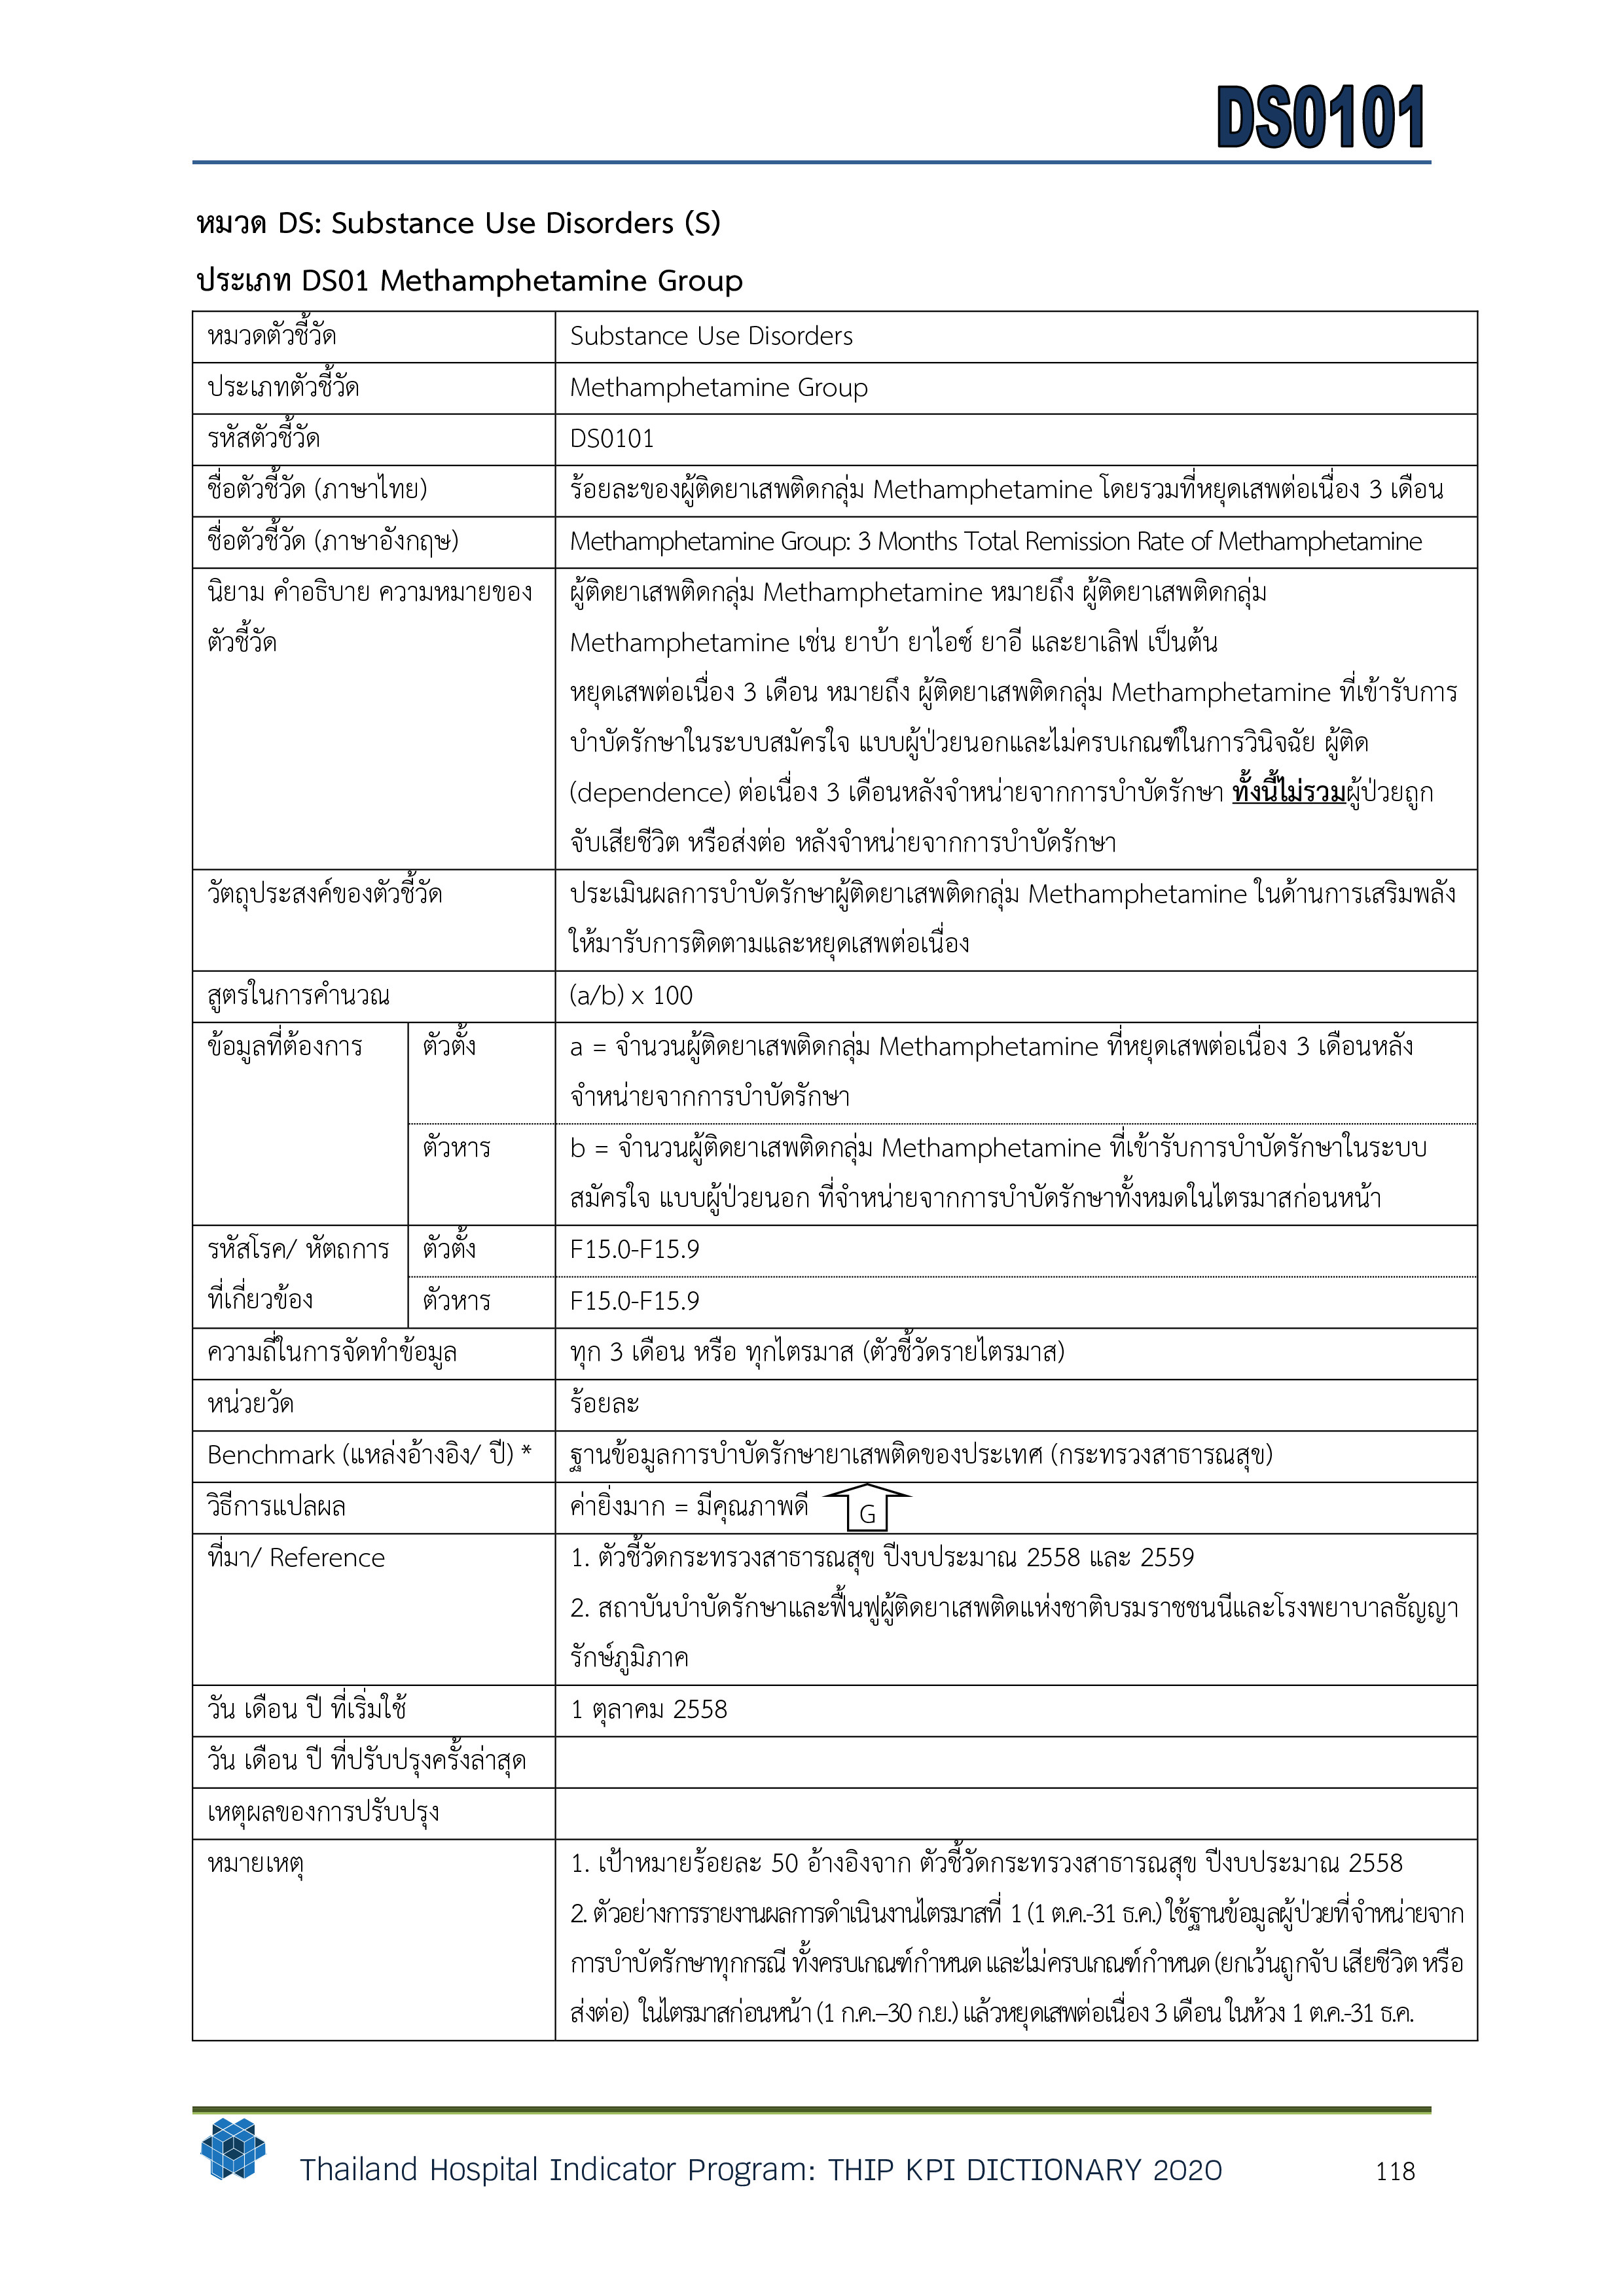 DS0101
หมวด DS: Substance Use Disorders (S)
ประเภท DS01 Methamphetamine Group
หมวดตัวชี้วัด Substance Use Disorders
ประเภทตัวชี้วัด Methamphetamine Group
รหัสตัวชี้วัด DS0101
ชื่อตัวชี้วัด (ภาษาไทย) ร้อยละของผู้ติดยาเสพติดกลุ่ม Methamphetamine โดยรวมที่หยุดเสพต่อเนื่อง 3 เดือน
ชื่อตัวชี้วัด (ภาษาอังกฤษ) Methamphetamine Group: 3 Months Total Remission Rate of Methamphetamine
นิยาม คำอธิบาย ความหมายของ
ตัวชี้วัด
ผู้ติดยาเสพติดกลุ่ม Methamphetamine หมายถึง ผู้ติดยาเสพติดกลุ่ม
Methamphetamine เช่น ยาบ้า ยาไอซ์ ยาอี และยาเลิฟ เป็นต้น
หยุดเสพต่อเนื่อง 3 เดือน หมายถึง ผู้ติดยาเสพติดกลุ่ม Methamphetamine ที่เข้ารับการ
บำบัดรักษาในระบบสมัครใจ แบบผู้ป่วยนอกและไม่ครบเกณฑ์ในการวินิจฉัย ผู้ติด
(dependence) ต่อเนื่อง 3 เดือนหลังจำหน่ายจากการบำบัดรักษา ทั้งนี้ไม่รวมผู้ป่วยถูก
จับเสียชีวิต หรือส่งต่อ หลังจำหน่ายจากการบำบัดรักษา
วัตถุประสงค์ของตัวชี้วัด ประเมินผลการบำบัดรักษาผู้ติดยาเสพติดกลุ่ม Methamphetamine ในด้านการเสริมพลัง
ให้มารับการติดตามและหยุดเสพต่อเนื่อง
สูตรในการคำนวณ (a/b) x 100
ข้อมูลที่ต้องการ ตัวตั้ง a = จำนวนผู้ติดยาเสพติดกลุ่ม Methamphetamine ที่หยุดเสพต่อเนื่อง 3 เดือนหลัง
จำหน่ายจากการบำบัดรักษา
ตัวหาร b = จำนวนผู้ติดยาเสพติดกลุ่ม Methamphetamine ที่เข้ารับการบำบัดรักษาในระบบ
สมัครใจ แบบผู้ป่วยนอก ที่จำหน่ายจากการบำบัดรักษาทั้งหมดในไตรมาสก่อนหน้า
รหัสโรค/ หัตถการ ตัวตั้ง F15.0-F15.9
ที่เกี่ยวข้อง ตัวหาร F15.0-F15.9
ความถี่ในการจัดทำข้อมูล ทุก 3 เดือน หรือ ทุกไตรมาส (ตัวชี้วัดรายไตรมาส)
หน่วยวัด ร้อยละ
Benchmark (แหล่งอ้างอิง/ ปี) * ฐานข้อมูลการบำบัดรักษายาเสพติดของประเทศ (กระทรวงสาธารณสุข)
วิธีการแปลผล ค่ายิ่งมาก = มีคุณภาพดี G
ที่มา/ Reference 1. ตัวชี้วัดกระทรวงสาธารณสุข ปีงบประมาณ 2558 และ 2559
2. สถาบันบำบัดรักษาและฟื้นฟูผู้ติดยาเสพติดแห่งชาติบรมราชชนนีและโรงพยาบาลธัญญา
รักษ์ภูมิภาค
วัน เดือน ปี ที่เริ่มใช้ 1 ตุลาคม 2558
วัน เดือน ปี ที่ปรับปรุงครั้งล่าสุด
เหตุผลของการปรับปรุง
หมายเหตุ 1. เป้าหมายร้อยละ 50 อ้างอิงจาก ตัวชี้วัดกระทรวงสาธารณสุข ปีงบประมาณ 2558
2. ตัวอย่างการรายงานผลการดำเนินงานไตรมาสที่ 1 (1 ต.ค.-31 ธ.ค.) ใช้ฐานข้อมูลผู้ป่วยที่จำหน่ายจาก
การบำบัดรักษาทุกกรณี ทั้งครบเกณฑ์กำหนด และไม่ครบเกณฑ์กำหนด (ยกเว้นถูกจับ เสียชีวิต หรือ
ส่งต่อ) ในไตรมาสก่อนหน้า (1 ก.ค.–30 ก.ย.) แล้วหยุดเสพต่อเนื่อง 3 เดือน ในห้วง 1 ต.ค.-31 ธ.ค.
Thailand Hospital Indicator Program: THIP KPI DICTIONARY 2020 118